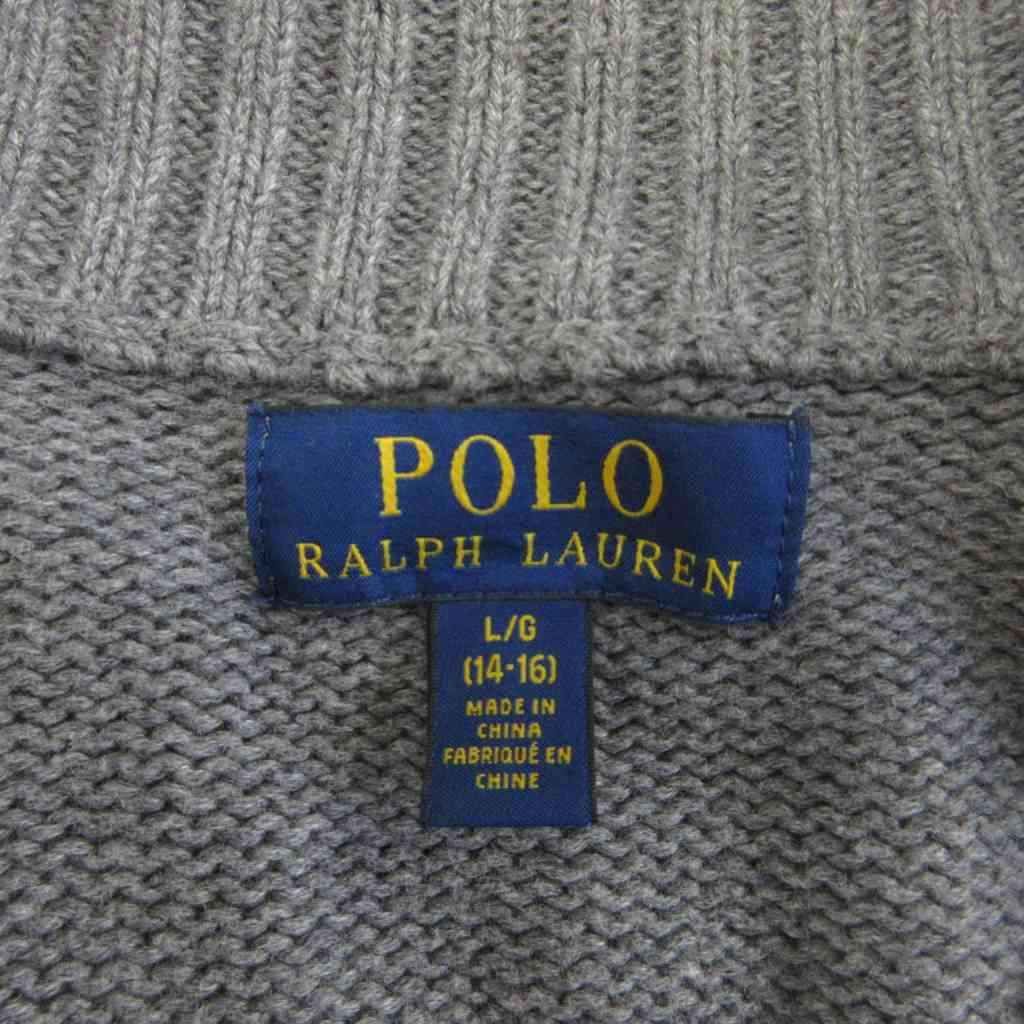 POLO
RALPH LAUREN
L/G
(14-16)
MADE IN
CHINA
FABRIQUÉ EN
CHINE